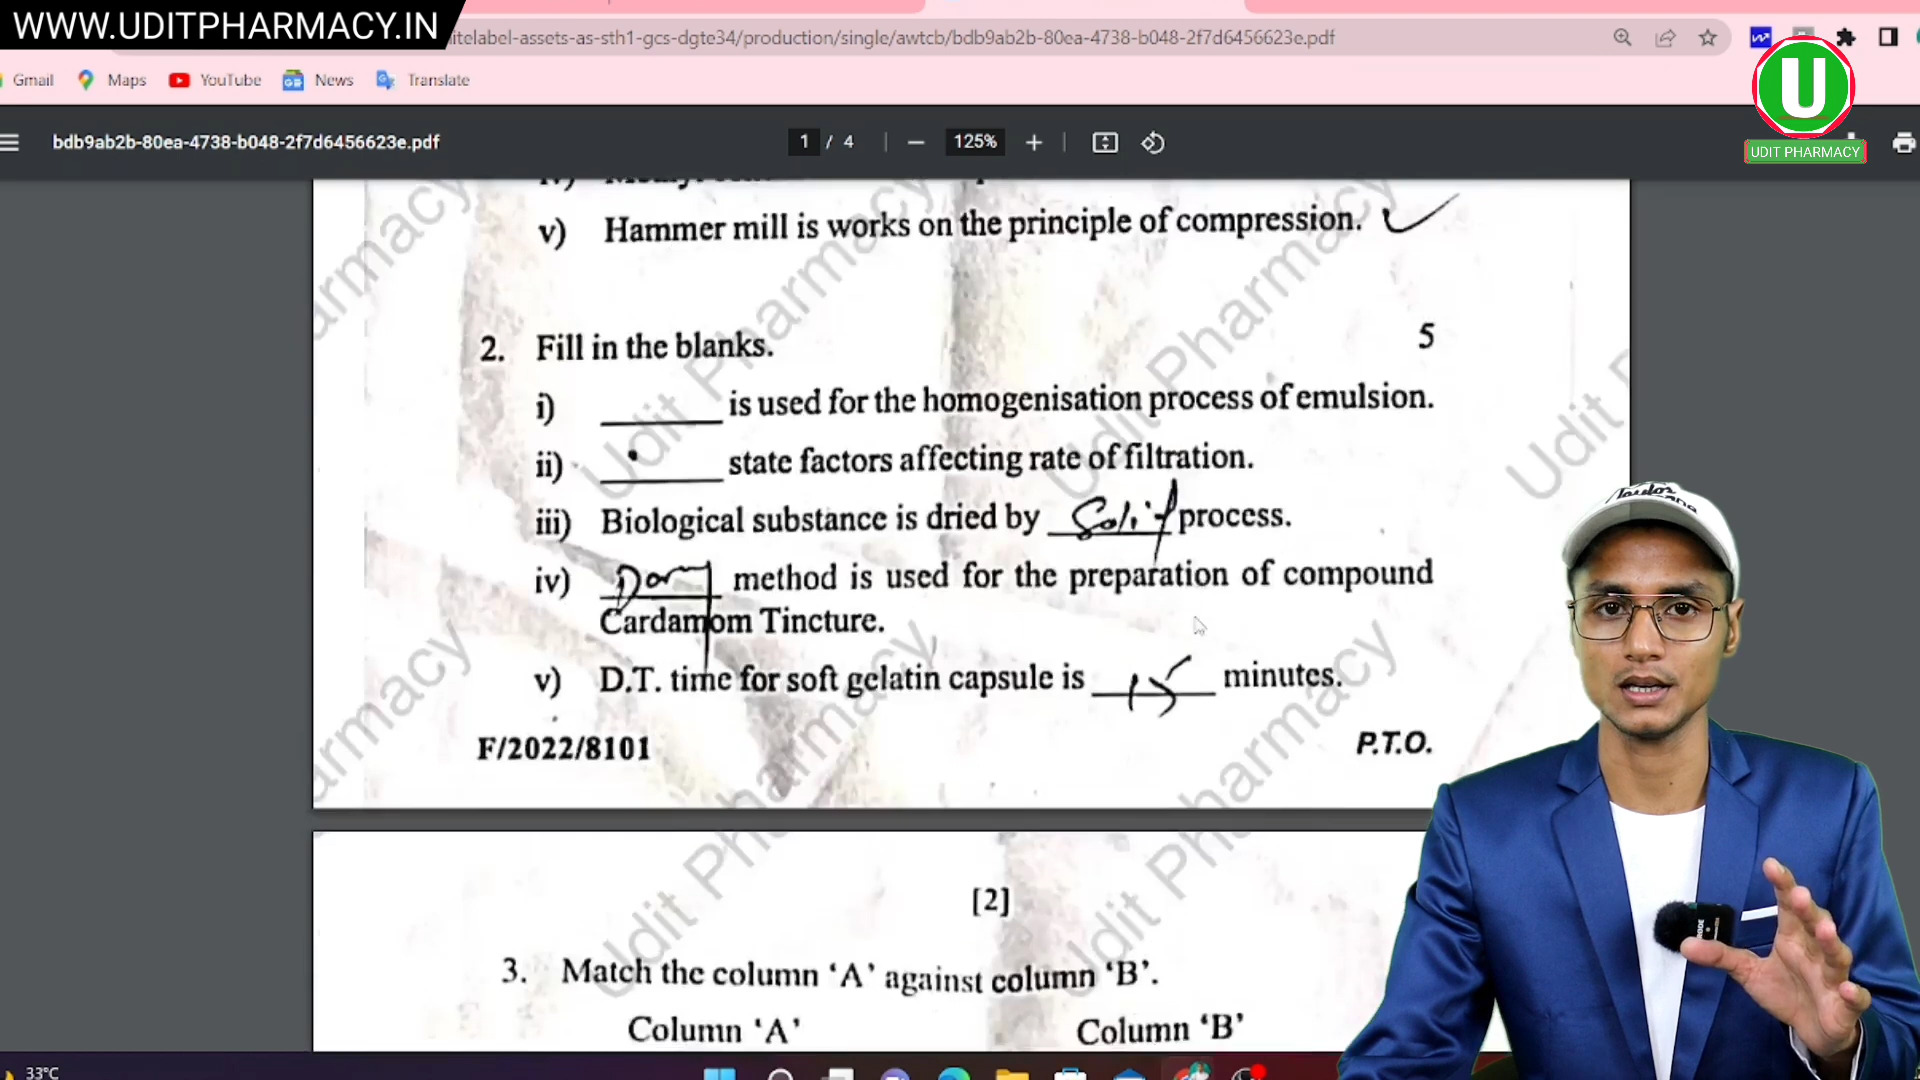 WWW.UDITPHARMACY.IN
itelabel-assets-as-sth1-gcs-dgte34/production/single/awtcb/bdb9ab2b-80ea-4738-b048-2f7d6456623e.pdf
Gmail Maps YouTube News Translate
bdb9ab2b-80ea-4738-b048-2f7d6456623e.pdf 1 / 4 125%
U
UDIT PHARMACY
v) Hammer mill is works on the principle of compression.
2. Fill in the blanks. 5
i) ______ is used for the homogenisation process of emulsion.
ii) ______ state factors affecting rate of filtration.
iii) Biological substance is dried by ______ process.
iv) ______ method is used for the preparation of compound
Cardamom Tincture.
v) D.T. time for soft gelatin capsule is 15 minutes.
F/2022/8101 P.T.O.
[2]
3. Match the column ‘A’ against column ‘B’.
Column ‘A’ Column ‘B’
Udit Pharmacy
33°C